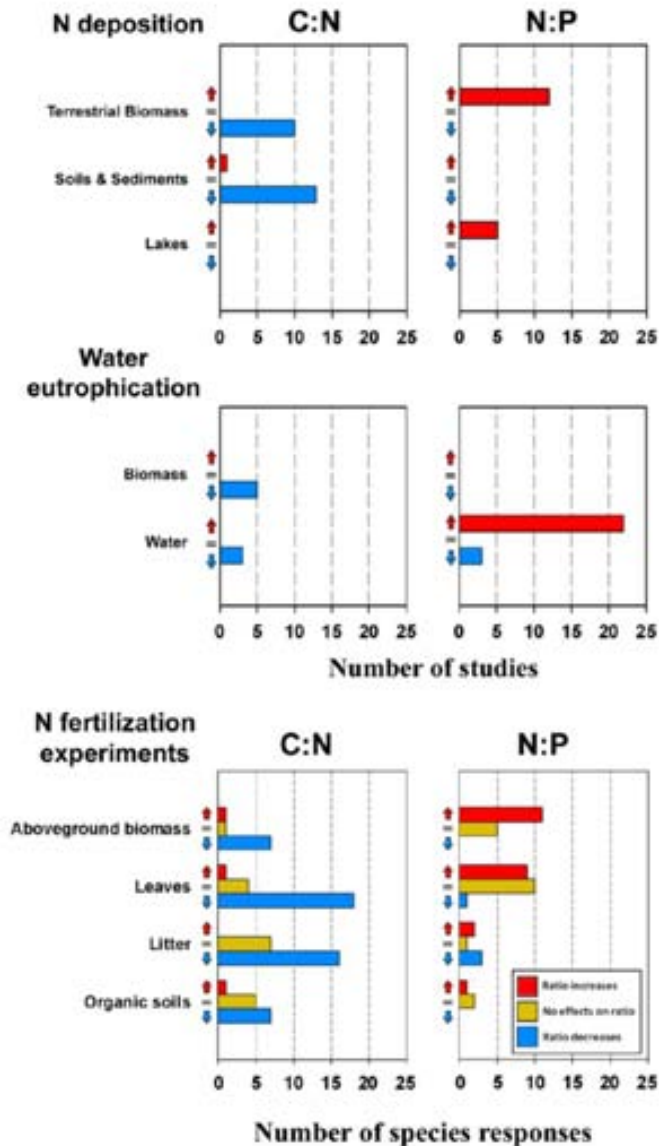 N deposition
C:N
N:P
Terrestrial Biomass
=
Soils & Sediments
=
Lakes
=
=
=
=
0 5 10 15 20 25
0 5 10 15 20 25
Water
eutrophication
Biomass
=
Water
=
=
=
0 5 10 15 20 25
0 5 10 15 20 25
Number of studies
N fertilization
experiments
C:N
N:P
Aboveground biomass
=
Leaves
=
Litter
=
Organic soils
=
=
=
=
=
Ratio increases
No effects on ratio
Ratio decreases
0 5 10 15 20 25
0 5 10 15 20 25
Number of species responses